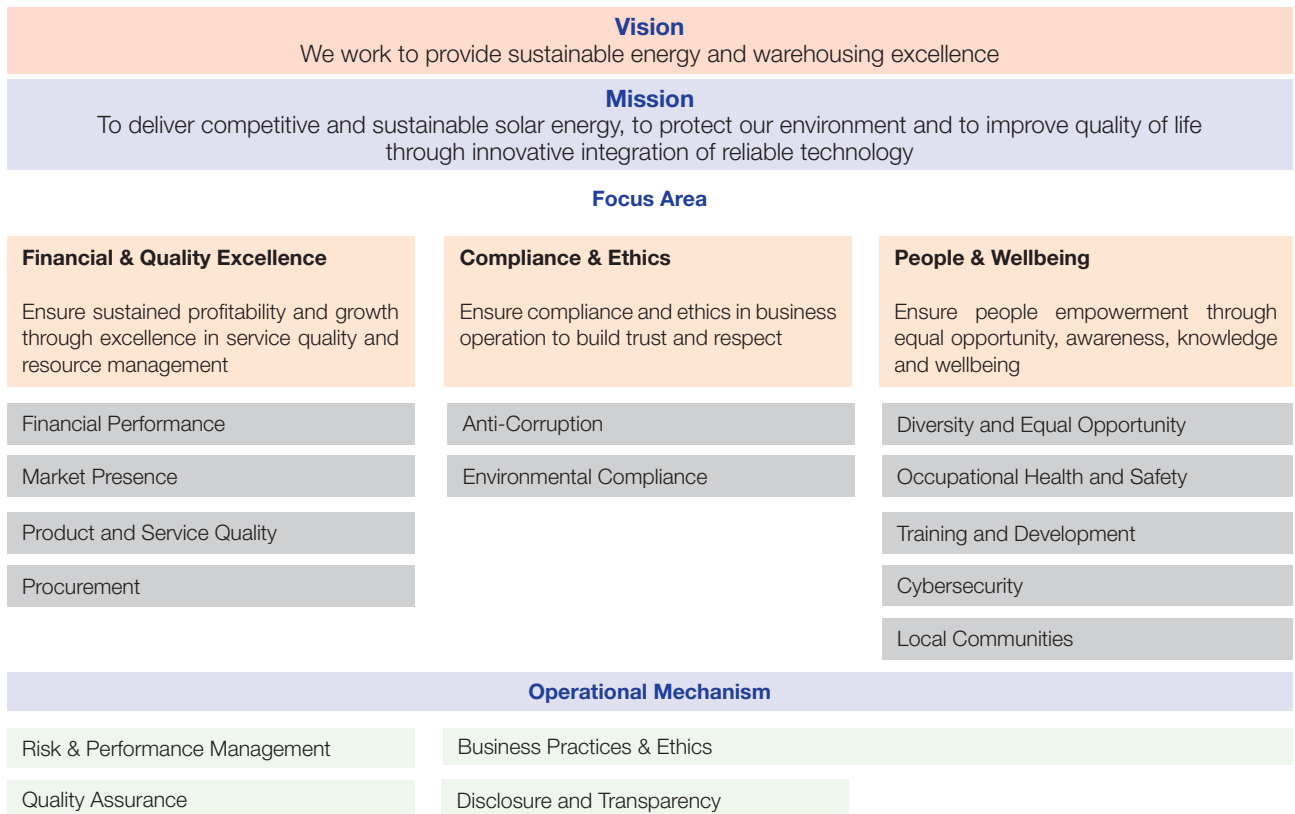 Vision
We work to provide sustainable energy and warehousing excellence
Mission
To deliver competitive and sustainable solar energy, to protect our environment and to improve quality of life
through innovative integration of reliable technology
Focus Area
Financial & Quality Excellence
Ensure sustained profitability and growth
through excellence in service quality and
resource management
Financial Performance
Market Presence
Product and Service Quality
Procurement
Compliance & Ethics
Ensure compliance and ethics in business
operation to build trust and respect
Anti-Corruption
Environmental Compliance
People & Wellbeing
Ensure people empowerment through
equal opportunity, awareness, knowledge
and wellbeing
Diversity and Equal Opportunity
Occupational Health and Safety
Training and Development
Cybersecurity
Local Communities
Operational Mechanism
Risk & Performance Management
Business Practices & Ethics
Quality Assurance
Disclosure and Transparency